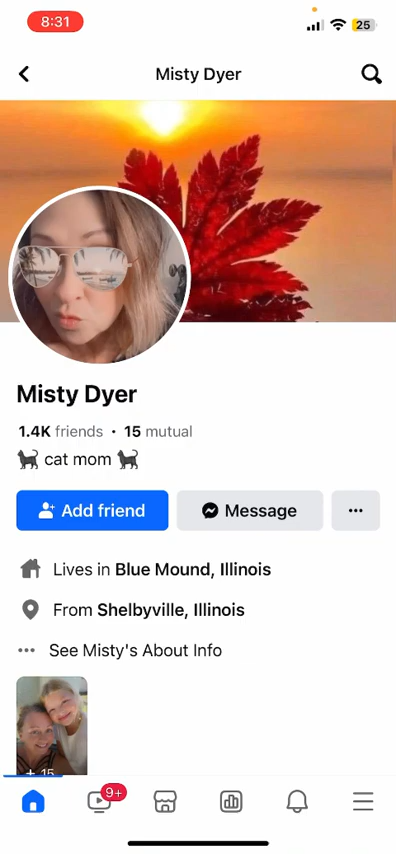 8:31
25
Misty Dyer
Misty Dyer
1.4K friends • 15 mutual
🐈‍⬛ cat mom 🐈‍⬛
Add friend
Message
Lives in Blue Mound, Illinois
From Shelbyville, Illinois
See Misty's About Info
+ 15
9+